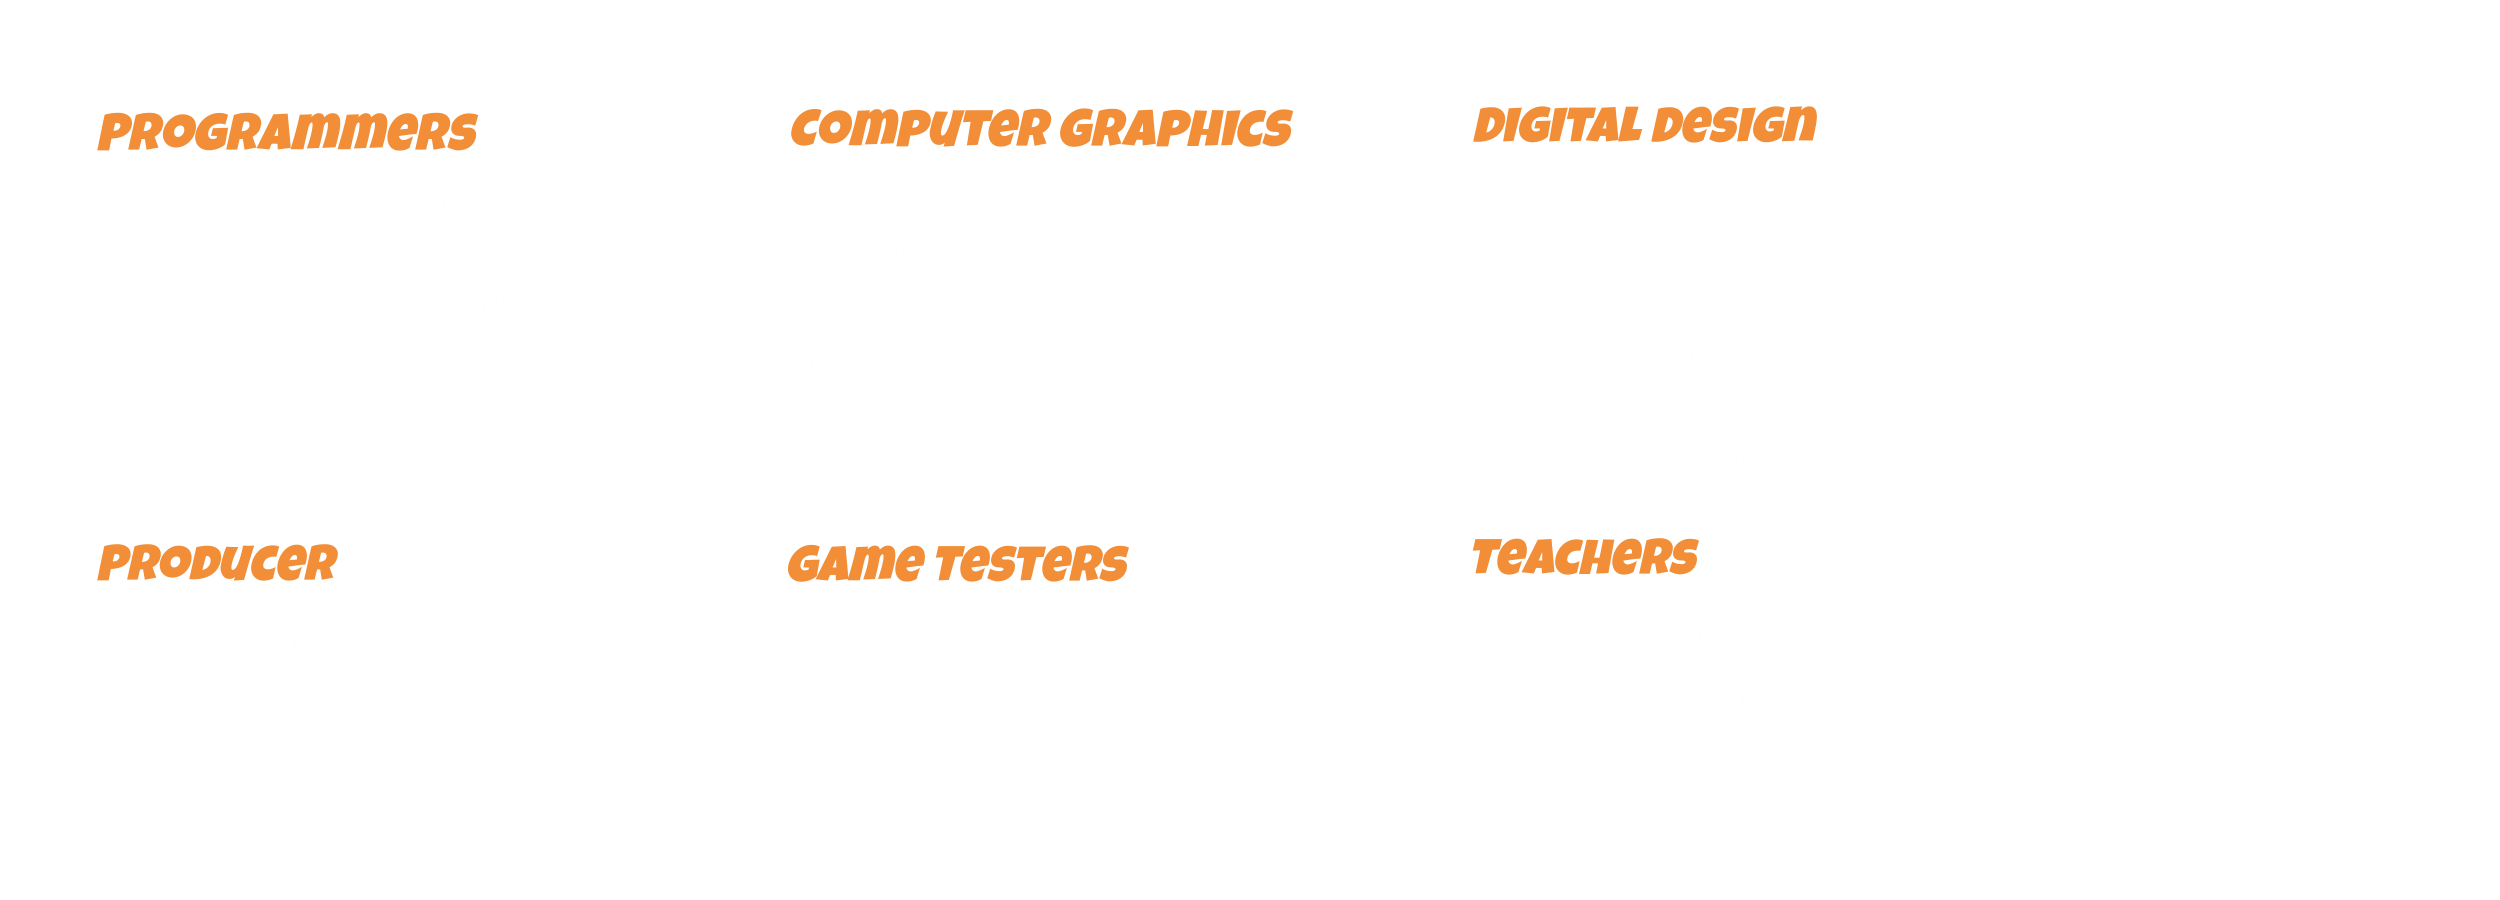 PROGRAMMERS
COMPUTER GRAPHICS
DIGITAL DESIGN
PRODUCER
GAME TESTERS
TEACHERS